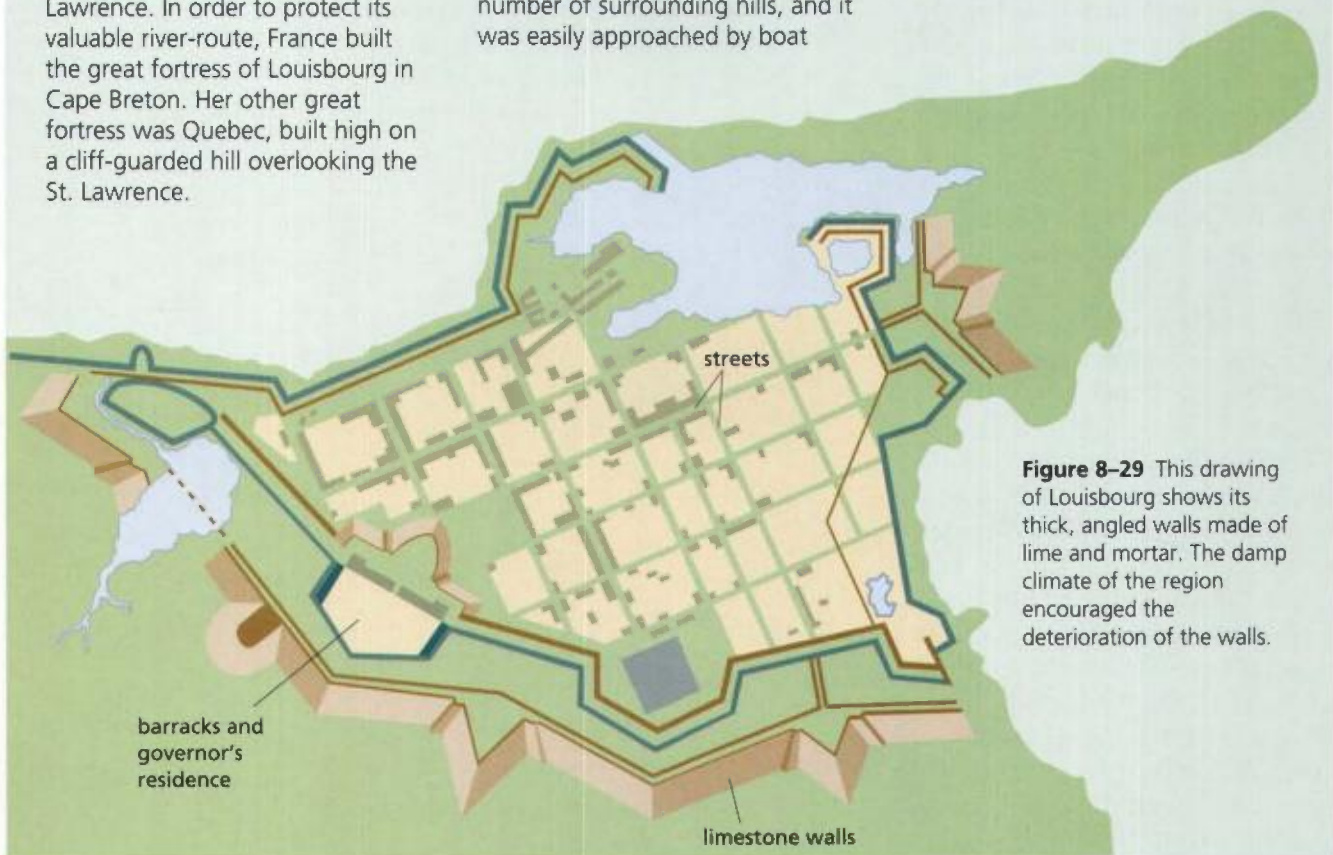 Lawrence. In order to protect its
valuable river-route, France built
the great fortress of Louisbourg in
Cape Breton. Her other great
fortress was Quebec, built high on
a cliff-guarded hill overlooking the
St. Lawrence.
number of surrounding hills, and it
was easily approached by boat
streets
Figure 8–29 This drawing
of Louisbourg shows its
thick, angled walls made of
lime and mortar. The damp
climate of the region
encouraged the
deterioration of the walls.
barracks and
governor's
residence
limestone walls